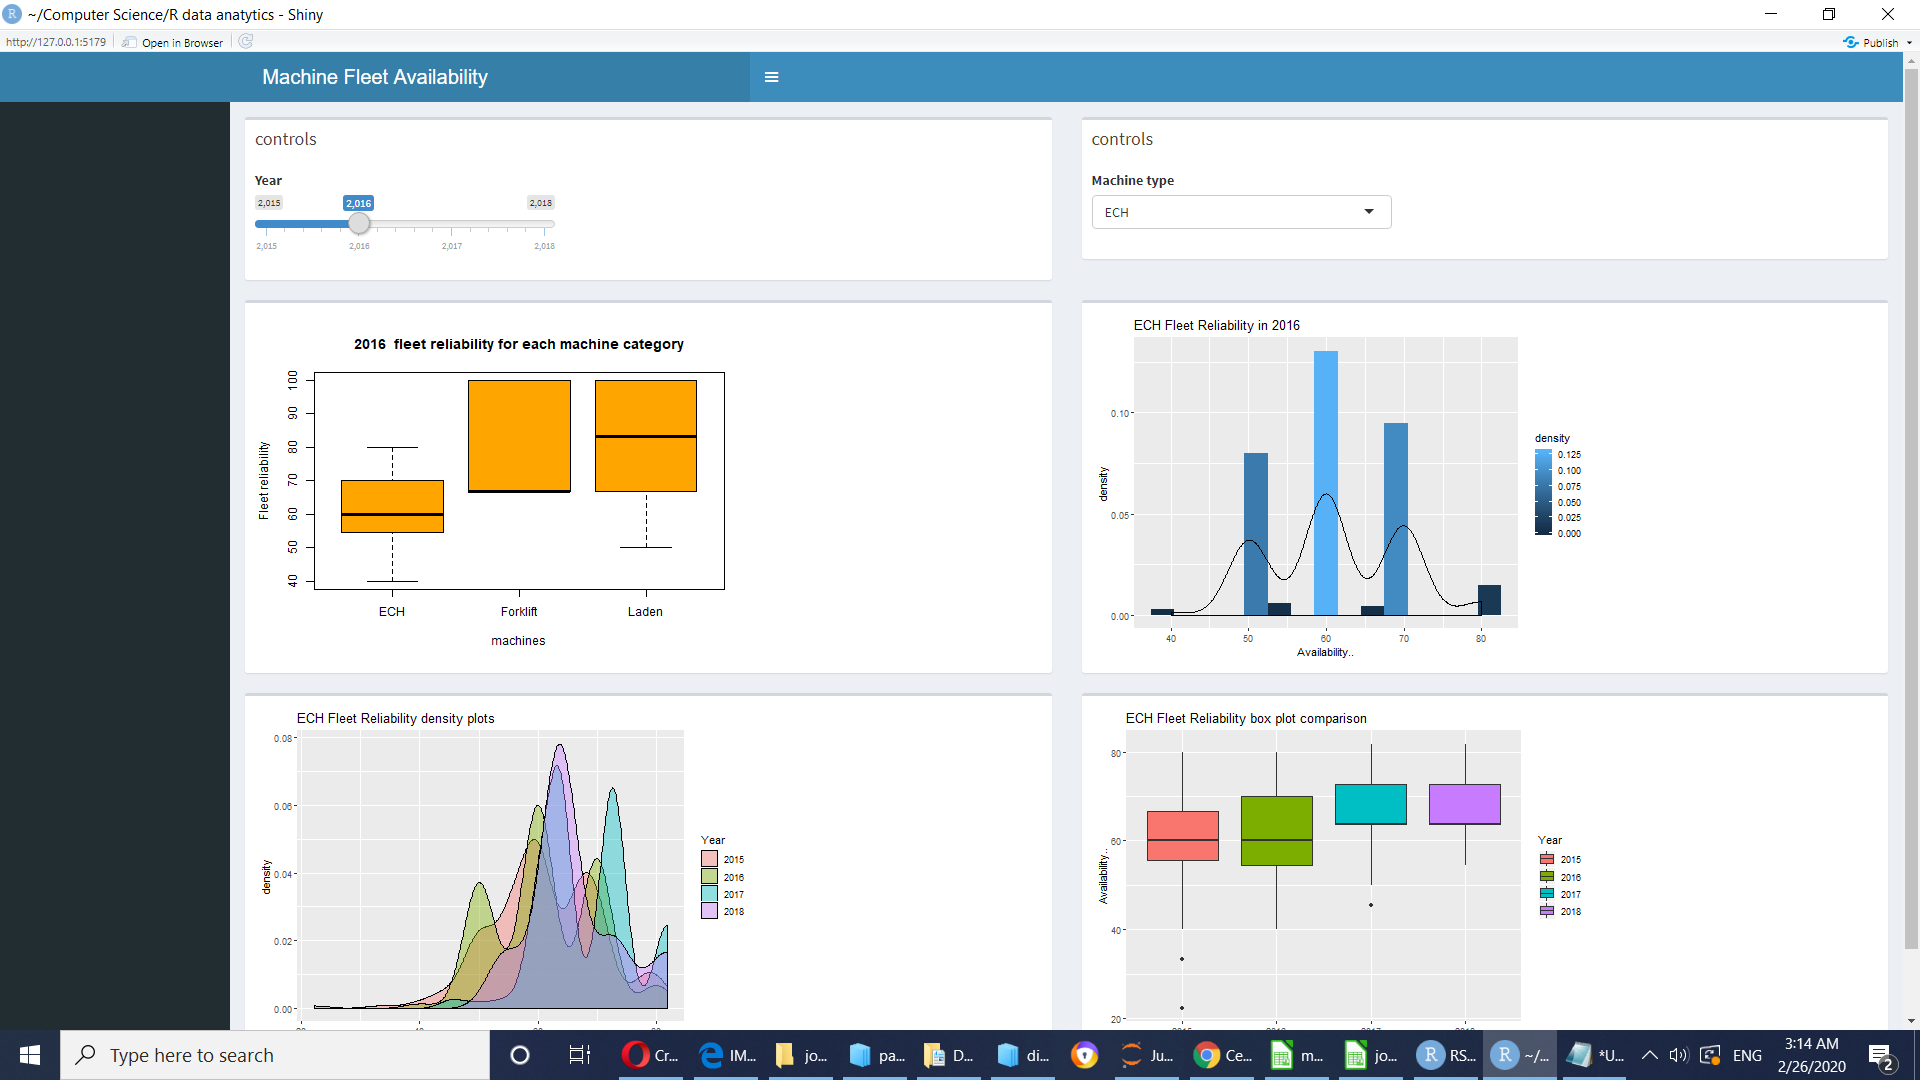 ~/Computer Science/R data anatytics - Shiny
http://127.0.0.1:5179
Open in Browser
Publish
Machine Fleet Availability
controls
Year
2,015
2,016
2,018
2,015
2,016
2,017
2,018
controls
Machine type
ECH
2016 fleet reliability for each machine category
100
90
80
70
60
50
40
Fleet reliability
ECH
Forklift
Laden
machines
ECH Fleet Reliability in 2016
0.10
0.05
0.00
density
40
50
60
70
80
Availability..
density
0.125
0.100
0.075
0.050
0.025
0.000
ECH Fleet Reliability density plots
0.08
0.06
0.04
0.02
0.00
density
Year
2015
2016
2017
2018
ECH Fleet Reliability box plot comparison
80
60
40
20
Availability..
Year
2015
2016
2017
2018
Type here to search
Cr...
IM...
jo...
pa...
D...
di...
Ju...
Ce...
m...
jo...
RS...
~/...
*U...
ENG
3:14 AM
2/26/2020
2